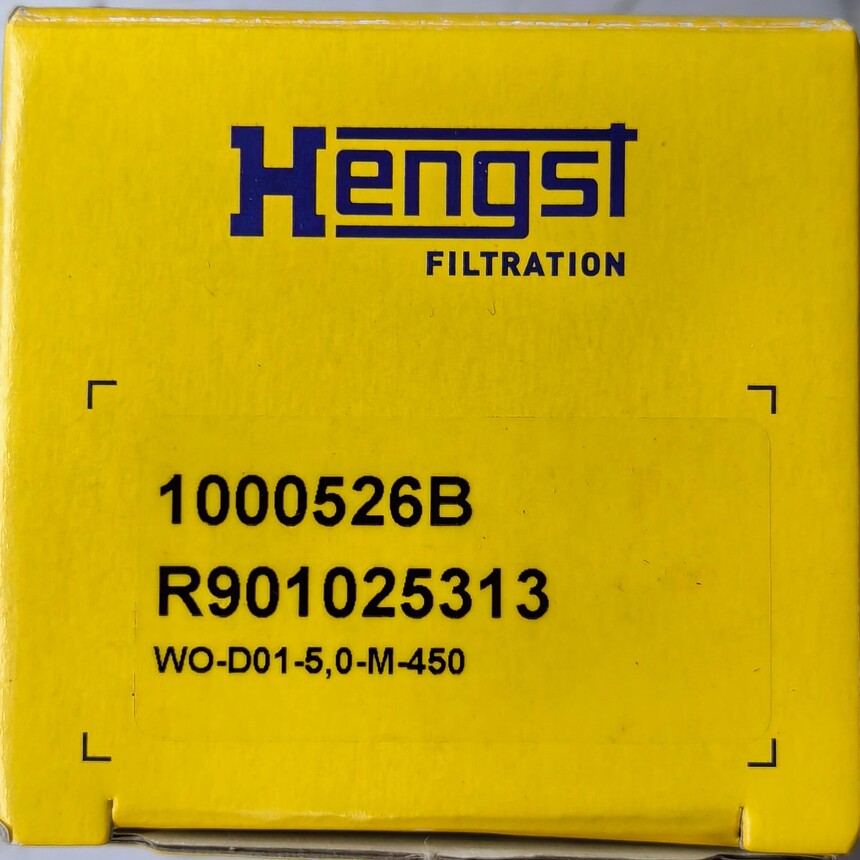 Hengst
FILTRATION
1000526B
R901025313
WO-D01-5,0-M-450